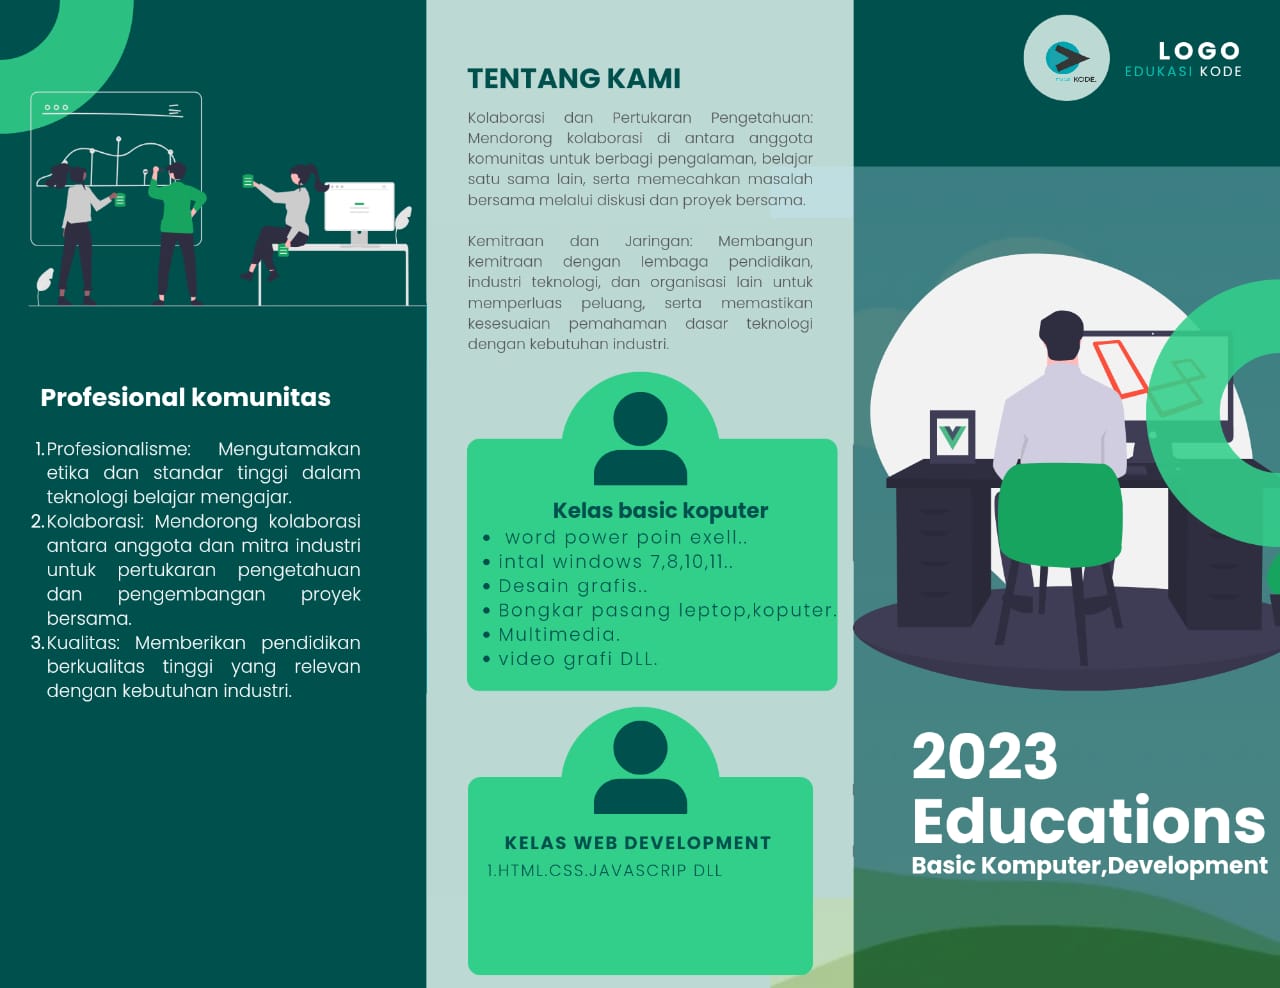 Profesional komunitas
1. Profesionalisme: Mengutamakan
etika dan standar tinggi dalam
teknologi belajar mengajar.
2. Kolaborasi: Mendorong kolaborasi
antara anggota dan mitra industri
untuk pertukaran pengetahuan
dan pengembangan proyek
bersama.
3. Kualitas: Memberikan pendidikan
berkualitas tinggi yang relevan
dengan kebutuhan industri.
TENTANG KAMI
Kolaborasi dan Pertukaran Pengetahuan:
Mendorong kolaborasi di antara anggota
komunitas untuk berbagi pengalaman, belajar
satu sama lain, serta memecahkan masalah
bersama melalui diskusi dan proyek bersama.
Kemitraan dan Jaringan: Membangun
kemitraan dengan lembaga pendidikan,
industri teknologi, dan organisasi lain untuk
memperluas peluang, serta memastikan
kesesuaian pemahaman dasar teknologi
dengan kebutuhan industri.
Kelas basic koputer
• word power poin exell..
• intal windows 7,8,10,11..
• Desain grafis..
• Bongkar pasang leptop,koputer.
• Multimedia.
• video grafi DLL.
KELAS WEB DEVELOPMENT
1.HTML.CSS.JAVASCRIP DLL
KODE.
LOGO
EDUKASI KODE
2023
Educations
Basic Komputer,Development